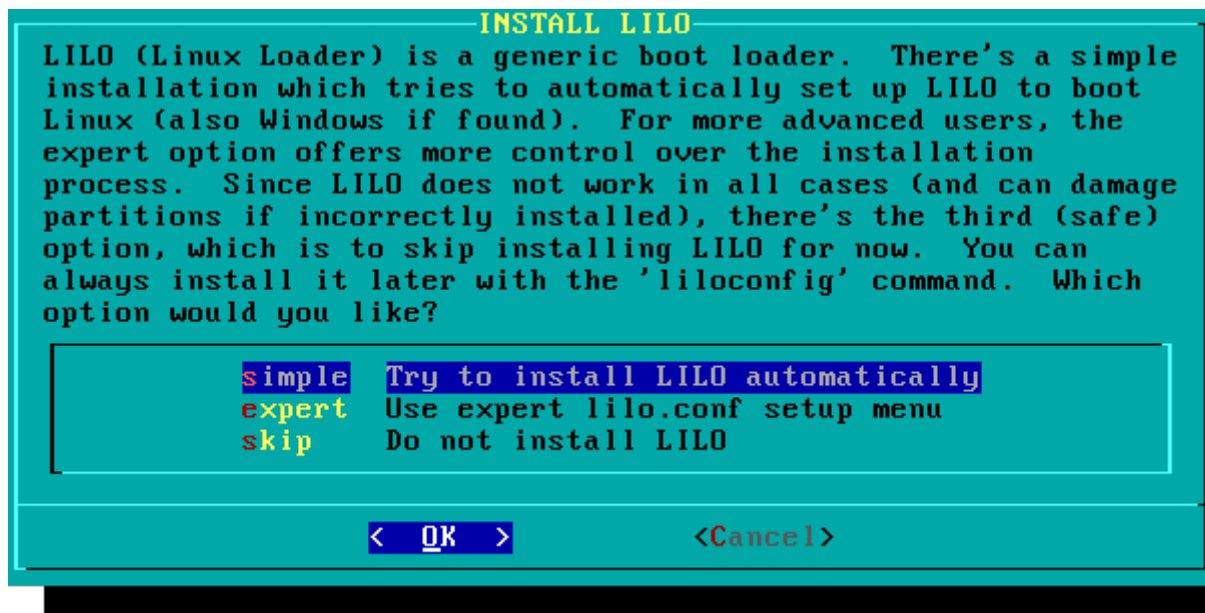 INSTALL LILO
LILO (Linux Loader) is a generic boot loader.  There's a simple
installation which tries to automatically set up LILO to boot
Linux (also Windows if found).  For more advanced users, the
expert option offers more control over the installation
process.  Since LILO does not work in all cases (and can damage
partitions if incorrectly installed), there's the third (safe)
option, which is to skip installing LILO for now.  You can
always install it later with the 'liloconfig' command.  Which
option would you like?
simple  Try to install LILO automatically
expert  Use expert lilo.conf setup menu
skip    Do not install LILO
<  OK  >          <Cancel>